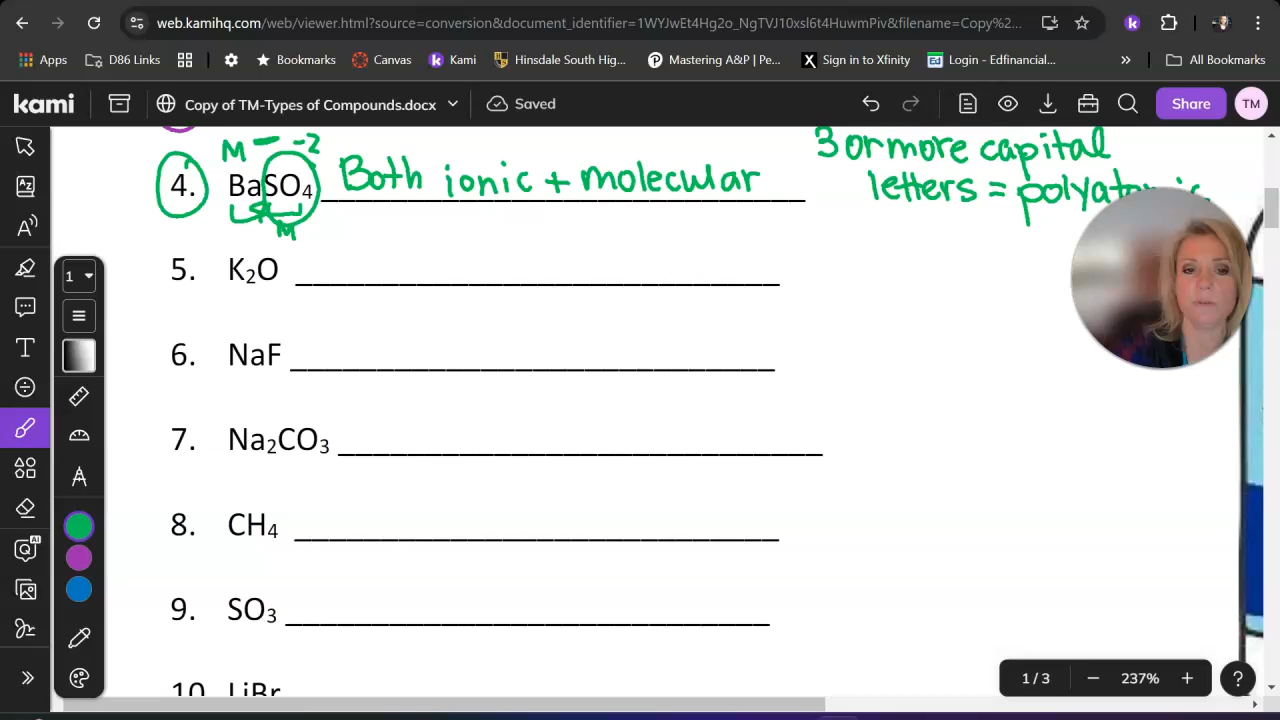 web.kamihq.com/web/viewer.html?source=conversion&document_identifier=1WYJwEt4Hg2o_NgTVJ10xsl6t4HuwmPiv&filename=Copy%2...
Apps D86 Links Bookmarks Canvas Kami Hinsdale South Hig... Mastering A&P | Pe... Sign in to Xfinity Login - Edfinancial... » All Bookmarks
kami Copy of TM-Types of Compounds.docx Saved Share TM
3 or more capital
letters = polyatomic
M -2
4. BaSO₄ Both ionic + molecular
M
5. K₂O
6. NaF
7. Na₂CO₃
8. CH₄
9. SO₃
10. LiBr
1
1 / 3 − 237% + ?